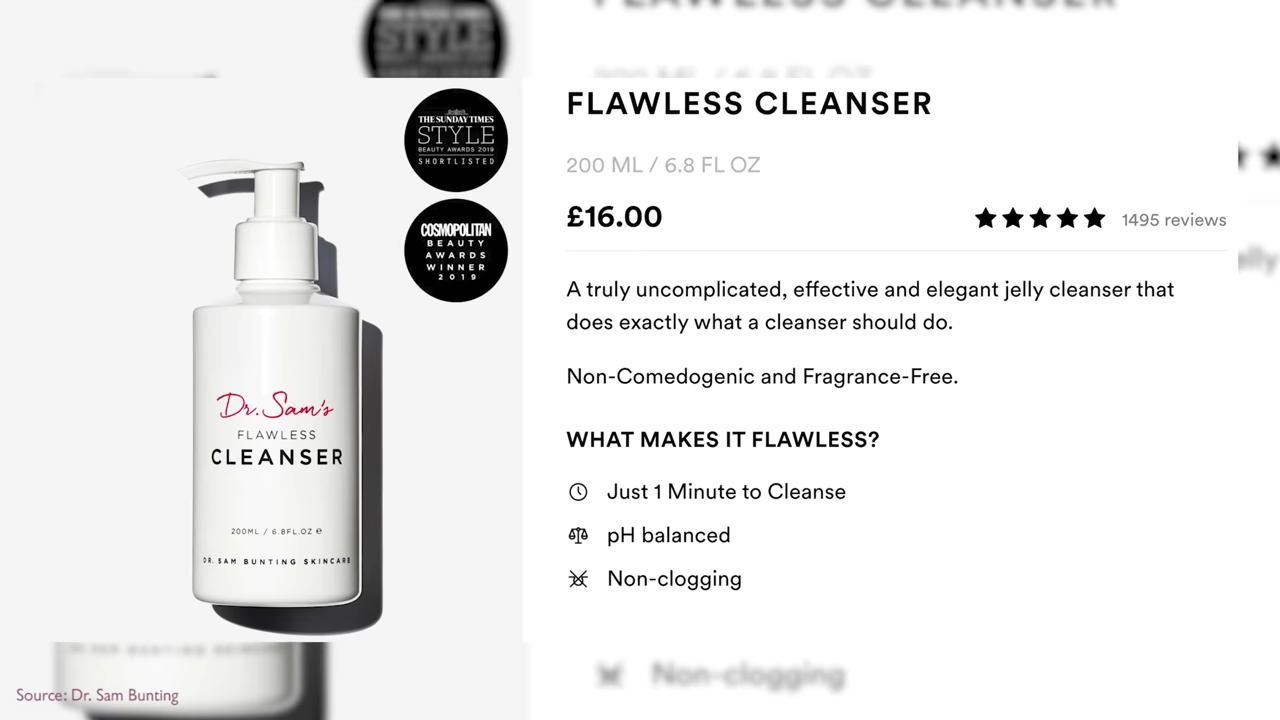 FLAWLESS CLEANSER
200 ML / 6.8 FL OZ
£16.00
1495 reviews
A truly uncomplicated, effective and elegant jelly cleanser that
does exactly what a cleanser should do.
Non-Comedogenic and Fragrance-Free.
WHAT MAKES IT FLAWLESS?
Just 1 Minute to Cleanse
pH balanced
Non-clogging
THE SUNDAY TIMES
STYLE
BEAUTY AWARDS 2019
SHORTLISTED
COSMOPOLITAN
BEAUTY
AWARDS
WINNER
2019
Dr. Sam's
FLAWLESS
CLEANSER
200ML / 6.8FL.OZ ℮
DR. SAM BUNTING SKINCARE
Non-clogging
Source: Dr. Sam Bunting